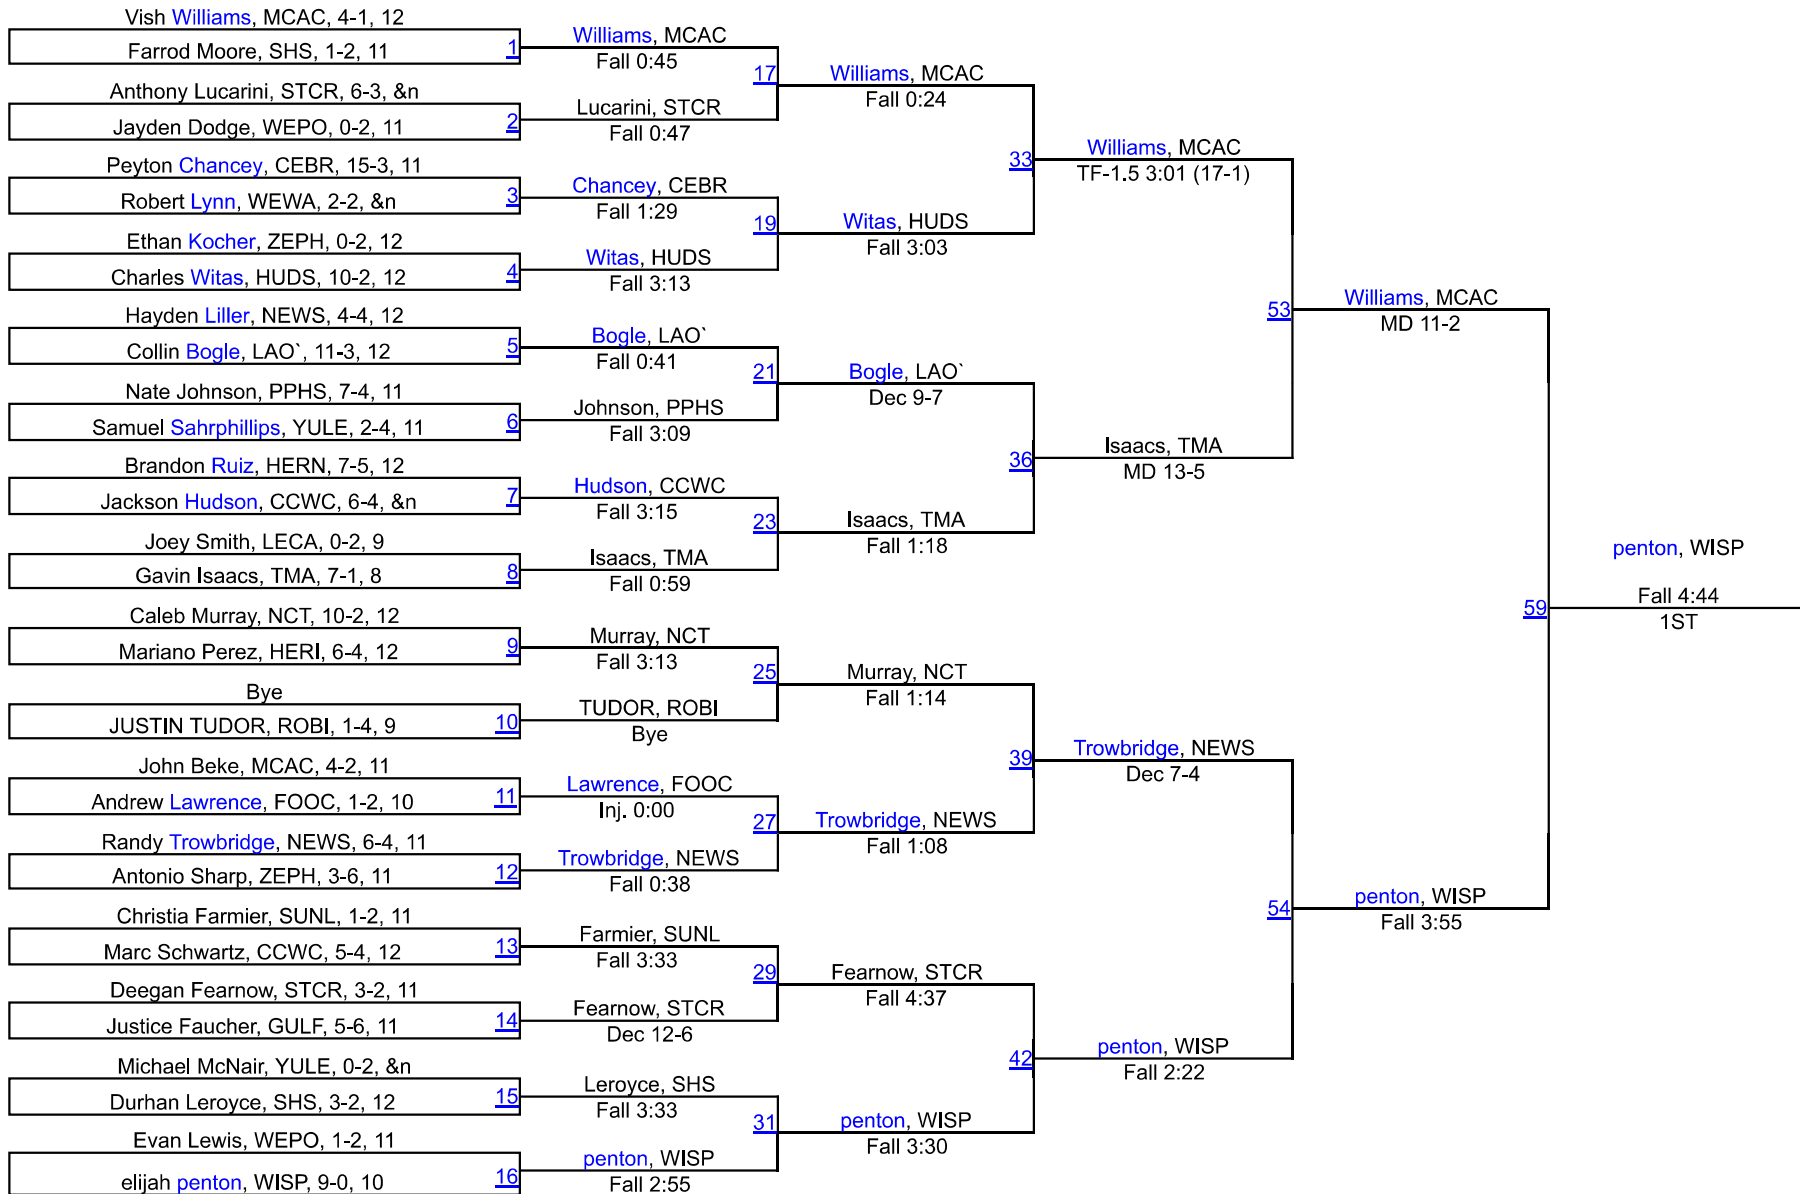 Vish Williams, MCAC, 4-1, 12
Farrod Moore, SHS, 1-2, 11
1
Anthony Lucarini, STCR, 6-3, &n
Jayden Dodge, WEPO, 0-2, 11
2
Peyton Chancey, CEBR, 15-3, 11
Robert Lynn, WEWA, 2-2, &n
3
Ethan Kocher, ZEPH, 0-2, 12
Charles Witas, HUDS, 10-2, 12
4
Hayden Liller, NEWS, 4-4, 12
Collin Bogle, LAO`, 11-3, 12
5
Nate Johnson, PPHS, 7-4, 11
Samuel Sahrphillips, YULE, 2-4, 11
6
Brandon Ruiz, HERN, 7-5, 12
Jackson Hudson, CCWC, 6-4, &n
7
Joey Smith, LECA, 0-2, 9
Gavin Isaacs, TMA, 7-1, 8
8
Caleb Murray, NCT, 10-2, 12
Mariano Perez, HERI, 6-4, 12
9
Bye
JUSTIN TUDOR, ROBI, 1-4, 9
10
John Beke, MCAC, 4-2, 11
Andrew Lawrence, FOOC, 1-2, 10
11
Randy Trowbridge, NEWS, 6-4, 11
Antonio Sharp, ZEPH, 3-6, 11
12
Christia Farmier, SUNL, 1-2, 11
Marc Schwartz, CCWC, 5-4, 12
13
Deegan Fearnow, STCR, 3-2, 11
Justice Faucher, GULF, 5-6, 11
14
Michael McNair, YULE, 0-2, &n
Durhan Leroyce, SHS, 3-2, 12
15
Evan Lewis, WEPO, 1-2, 11
elijah penton, WISP, 9-0, 10
16
Williams, MCAC
Fall 0:45
17
Lucarini, STCR
Fall 0:47
Chancey, CEBR
Fall 1:29
19
Witas, HUDS
Fall 3:13
Bogle, LAO`
Fall 0:41
21
Johnson, PPHS
Fall 3:09
Hudson, CCWC
Fall 3:15
23
Isaacs, TMA
Fall 0:59
Murray, NCT
Fall 3:13
25
TUDOR, ROBI
Bye
Lawrence, FOOC
Inj. 0:00
27
Trowbridge, NEWS
Fall 0:38
Farmier, SUNL
Fall 3:33
29
Fearnow, STCR
Dec 12-6
Leroyce, SHS
Fall 3:33
31
penton, WISP
Fall 2:55
Williams, MCAC
Fall 0:24
33
Witas, HUDS
Fall 3:03
Bogle, LAO`
Dec 9-7
36
Isaacs, TMA
Fall 1:18
Murray, NCT
Fall 1:14
39
Trowbridge, NEWS
Fall 1:08
Fearnow, STCR
Fall 4:37
42
penton, WISP
Fall 3:30
Williams, MCAC
TF-1.5 3:01 (17-1)
53
Isaacs, TMA
MD 13-5
Trowbridge, NEWS
Dec 7-4
54
penton, WISP
Fall 2:22
Williams, MCAC
MD 11-2
59
penton, WISP
Fall 3:55
penton, WISP
Fall 4:44
1ST